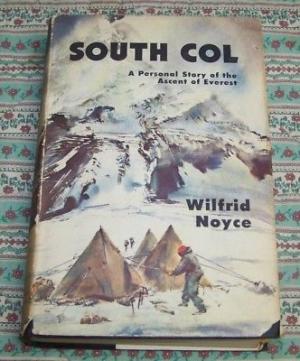 SOUTH COL
A Personal Story of the
Ascent of Everest
Wilfrid
Noyce